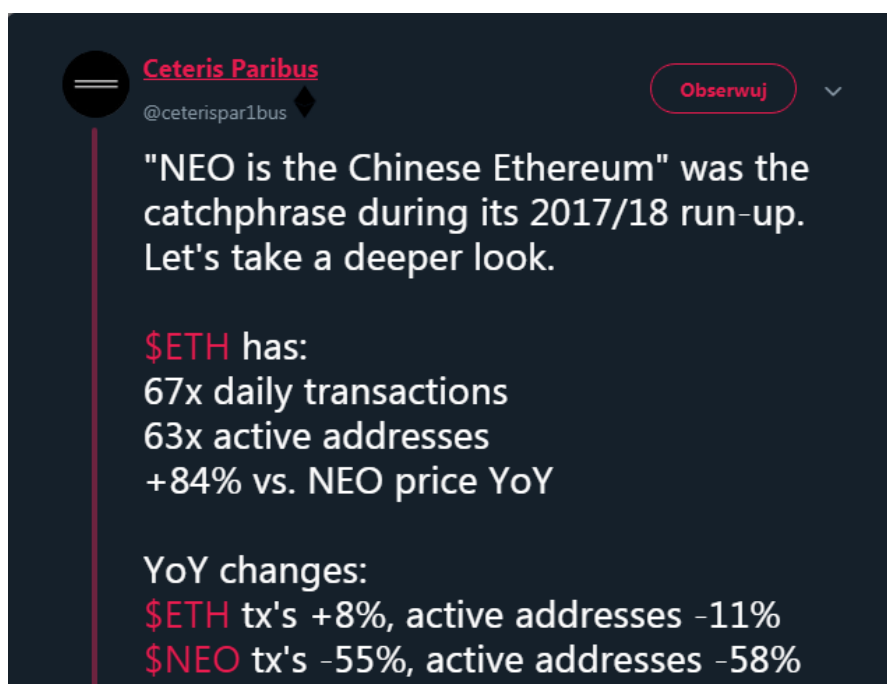 Ceteris Paribus
@ceterispar1bus
Obserwuj
"NEO is the Chinese Ethereum" was the
catchphrase during its 2017/18 run-up.
Let's take a deeper look.
$ETH has:
67x daily transactions
63x active addresses
+84% vs. NEO price YoY
YoY changes:
$ETH tx's +8%, active addresses -11%
$NEO tx's -55%, active addresses -58%